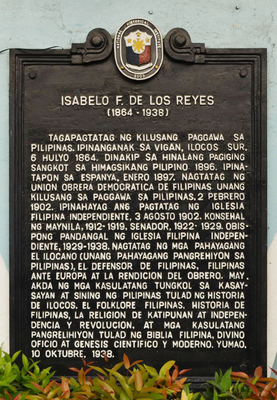 ISABELO F. DE LOS REYES
(1864 - 1938)
TAGAPAGTATAG NG KILUSANG PAGGAWA SA
PILIPINAS. IPINANGANAK SA VIGAN, ILOCOS SUR,
6 HULYO 1864. DINAKIP SA HINALANG PAGIGING
SANGKOT SA HIMAGSIKANG PILIPINO 1896. IPINA-
TAPON SA ESPANYA, ENERO 1897. NAGTATAG NG
UNION OBRERA DEMOCRATICA DE FILIPINAS UNANG
KILUSANG SA PAGGAWA SA PILIPINAS, 2 PEBRERO
1902. IPINAHAYAG ANG PAGTATAG NG IGLESIA
FILIPINA INDEPENDIENTE, 3 AGOSTO 1902. KONSEHAL
NG MAYNILA, 1912-1919. SENADOR, 1922-1929. OBIS-
PONG PANDANGAL NG IGLESIA FILIPINA INDEPEN-
DIENTE, 1929-1938. NAGTATAG NG MGA PAHAYAGANG
EL ILOCANO (UNANG PAHAYAGANG PANGREHIYON SA
PILIPINAS), EL DEFENSOR DE FILIPINAS, FILIPINAS
ANTE EUROPA AT LA RENDICION DEL OBRERO. MAY-
AKDA NG MGA KASULATANG TUNGKOL SA KASAY-
SAYAN AT SINING NG PILIPINAS TULAD NG HISTORIA
DE ILOCOS, EL FOLKLORE FILIPINAS, HISTORIA DE
FILIPINAS, LA RELIGION DE KATIPUNAN AT INDEPEN-
DENCIA Y REVOLUCION, AT MGA KASULATANG
PANGRELIHIYON TULAD NG BIBLIA FILIPINA, DIVINO
OFICIO AT GENESIS CIENTIFICO Y MODERNO. YUMAO,
10 OKTUBRE, 1938.